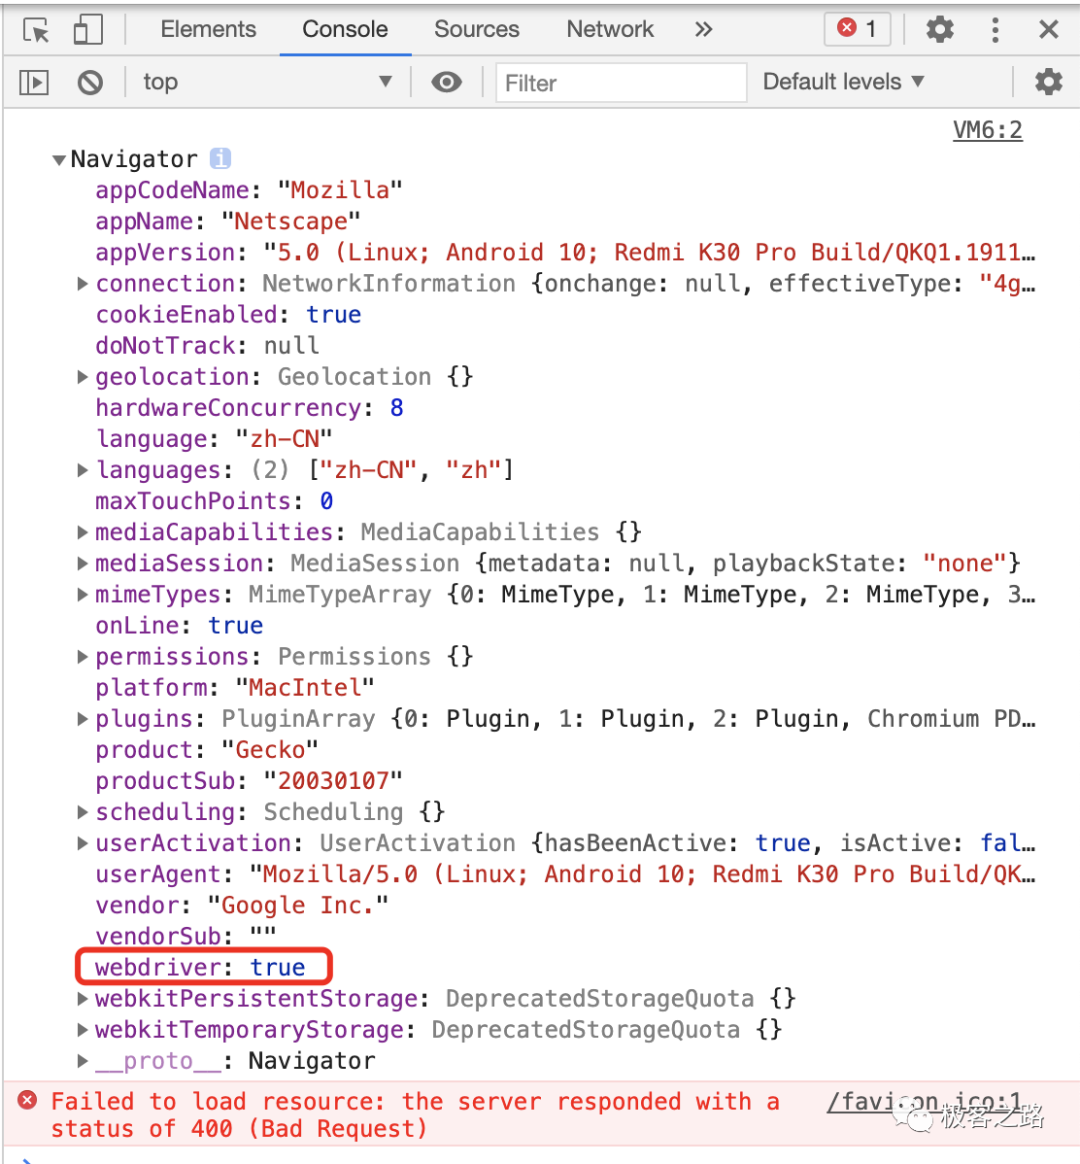 Elements Console Sources Network » 1
top Filter Default levels
VM6:2
Navigator i
appCodeName: "Mozilla"
appName: "Netscape"
appVersion: "5.0 (Linux; Android 10; Redmi K30 Pro Build/QKQ1.1911…
connection: NetworkInformation {onchange: null, effectiveType: "4g…
cookieEnabled: true
doNotTrack: null
geolocation: Geolocation {}
hardwareConcurrency: 8
language: "zh-CN"
languages: (2) ["zh-CN", "zh"]
maxTouchPoints: 0
mediaCapabilities: MediaCapabilities {}
mediaSession: MediaSession {metadata: null, playbackState: "none"}
mimeTypes: MimeTypeArray {0: MimeType, 1: MimeType, 2: MimeType, 3…
onLine: true
permissions: Permissions {}
platform: "MacIntel"
plugins: PluginArray {0: Plugin, 1: Plugin, 2: Plugin, Chromium PD…
product: "Gecko"
productSub: "20030107"
scheduling: Scheduling {}
userActivation: UserActivation {hasBeenActive: true, isActive: fal…
userAgent: "Mozilla/5.0 (Linux; Android 10; Redmi K30 Pro Build/QK…
vendor: "Google Inc."
vendorSub: ""
webdriver: true
webkitPersistentStorage: DeprecatedStorageQuota {}
webkitTemporaryStorage: DeprecatedStorageQuota {}
__proto__: Navigator
Failed to load resource: the server responded with a /favicon.ico:1
status of 400 (Bad Request)
极客之路